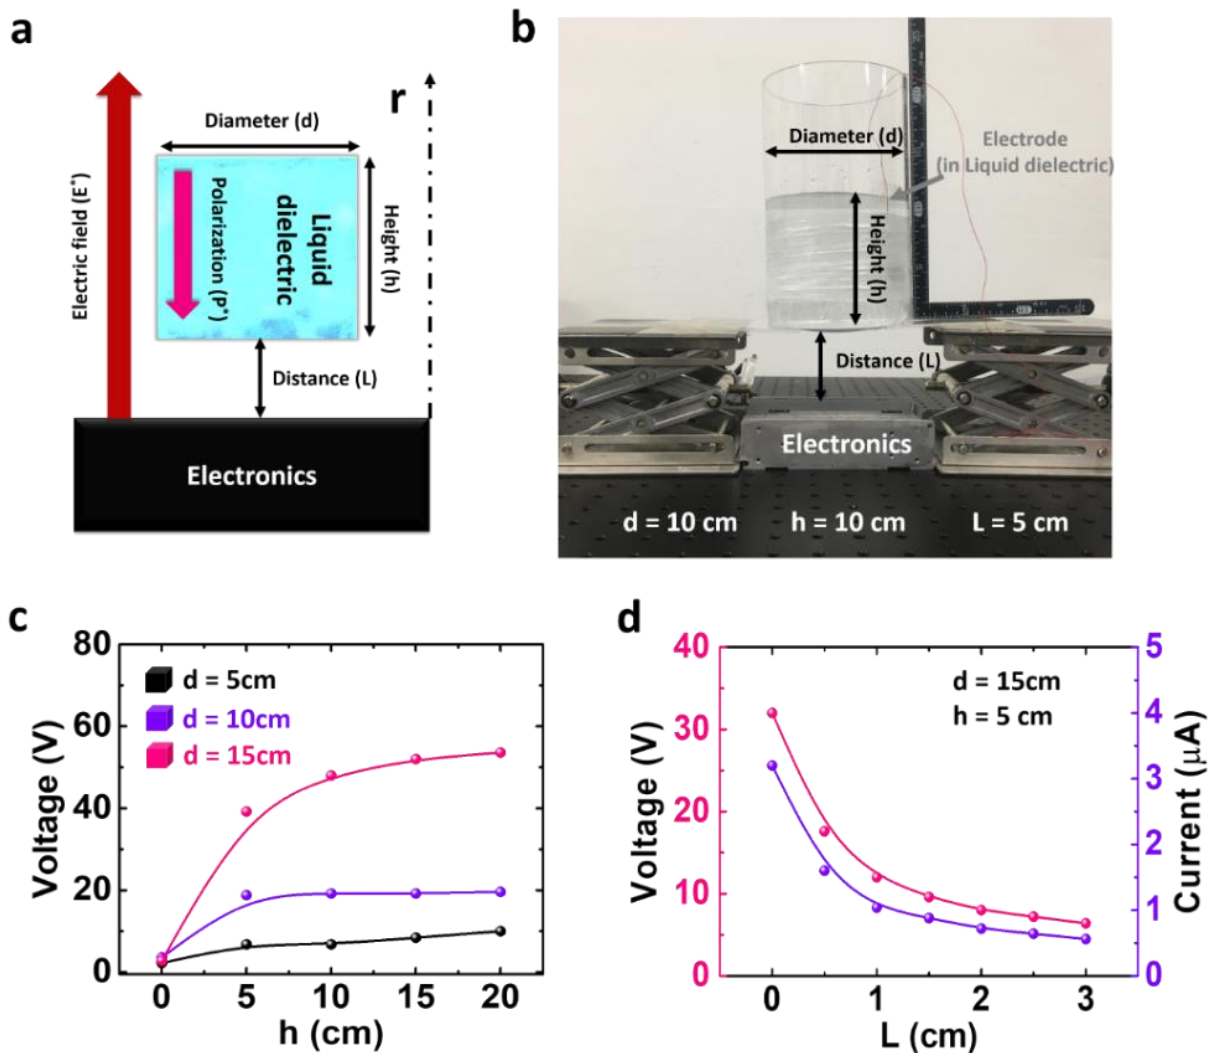 a
r
Diameter (d)
Electric field (E*)
Polarization (P*)
Liquid
dielectric
Height (h)
Distance (L)
Electronics
b
Diameter (d)
Electrode
(in Liquid dielectric)
Height (h)
Distance (L)
Electronics
d = 10 cm h = 10 cm L = 5 cm
c
80
60
40
20
0
Voltage (V)
d = 5cm
d = 10cm
d = 15cm
0 5 10 15 20
h (cm)
d
40
30
20
10
0
Voltage (V)
d = 15cm
h = 5 cm
5
4
3
2
1
0
Current (μA)
0 1 2 3
L (cm)